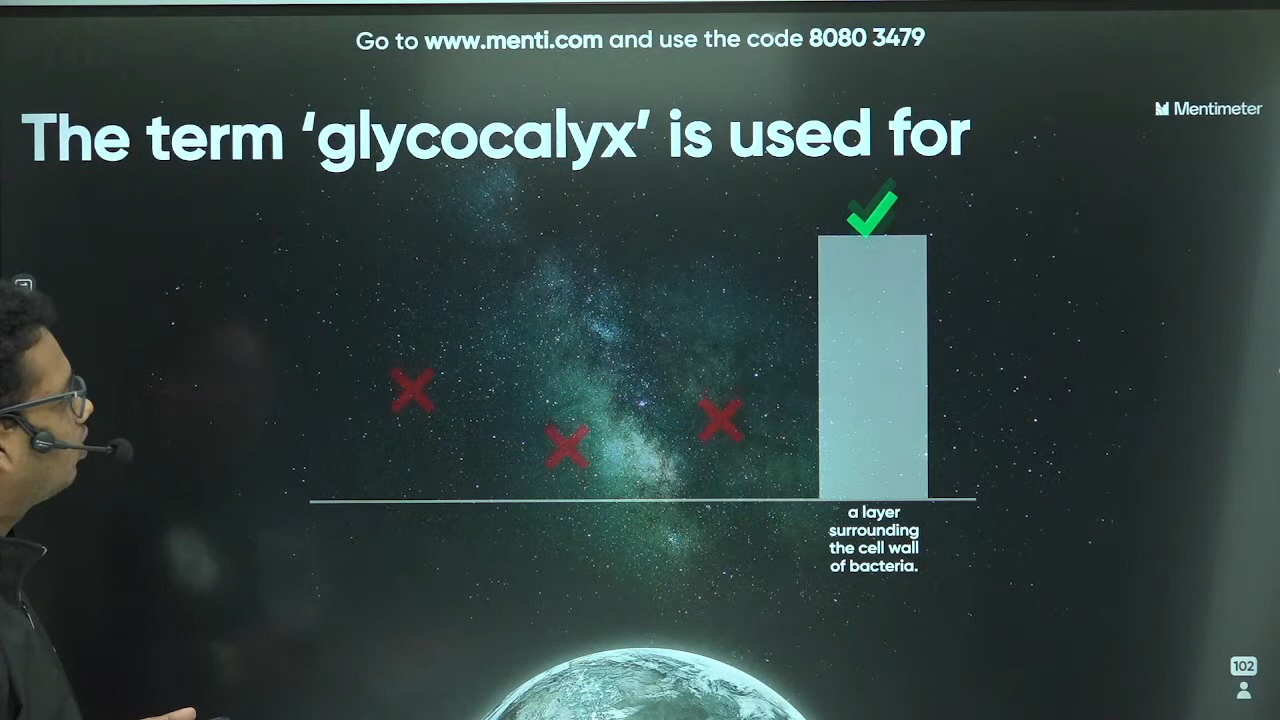 Go to www.menti.com and use the code 8080 3479
Mentimeter
The term ‘glycocalyx’ is used for
a layer
surrounding
the cell wall
of bacteria.
102